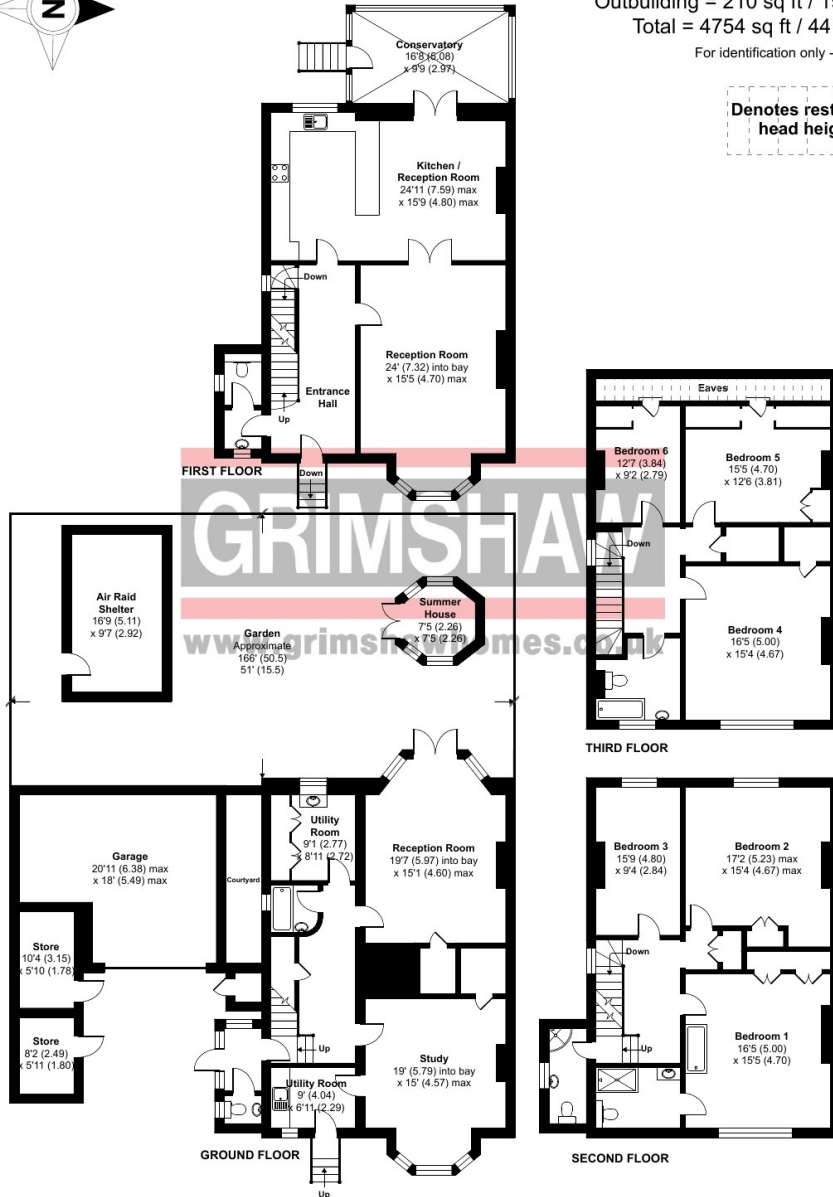 N
Outbuilding = 210 sq ft / 19
Total = 4754 sq ft / 44
For identification only -
Denotes rest
head heig
Conservatory
16'8 (5.08)
x 9'9 (2.97)
Kitchen /
Reception Room
24'11 (7.59) max
x 15'9 (4.80) max
Down
Reception Room
24' (7.32) into bay
x 15'5 (4.70) max
Entrance
Hall
Up
Down
FIRST FLOOR
GRIMSHAW
www.grimshawhomes.co.uk
Air Raid
Shelter
16'9 (5.11)
x 9'7 (2.92)
Garden
Approximate
166' (50.5)
51' (15.5)
Summer
House
7'5 (2.26)
x 7'5 (2.26)
Eaves
Bedroom 6
12'7 (3.84)
x 9'2 (2.79)
Bedroom 5
15'5 (4.70)
x 12'6 (3.81)
Down
Bedroom 4
16'5 (5.00)
x 15'4 (4.67)
THIRD FLOOR
Garage
20'11 (6.38) max
x 18' (5.49) max
Courtyard
Utility
Room
9'1 (2.77)
x 8'11 (2.72)
Reception Room
19'7 (5.97) into bay
x 15'1 (4.60) max
Store
10'4 (3.15)
x 5'10 (1.78)
Store
8'2 (2.49)
x 5'11 (1.80)
Up
Study
19' (5.79) into bay
x 15' (4.57) max
Utility Room
9' (4.04)
x 6'11 (2.29)
GROUND FLOOR
Up
Bedroom 3
15'9 (4.80)
x 9'4 (2.84)
Bedroom 2
17'2 (5.23) max
x 15'4 (4.67) max
Down
Up
Bedroom 1
16'5 (5.00)
x 15'5 (4.70)
SECOND FLOOR